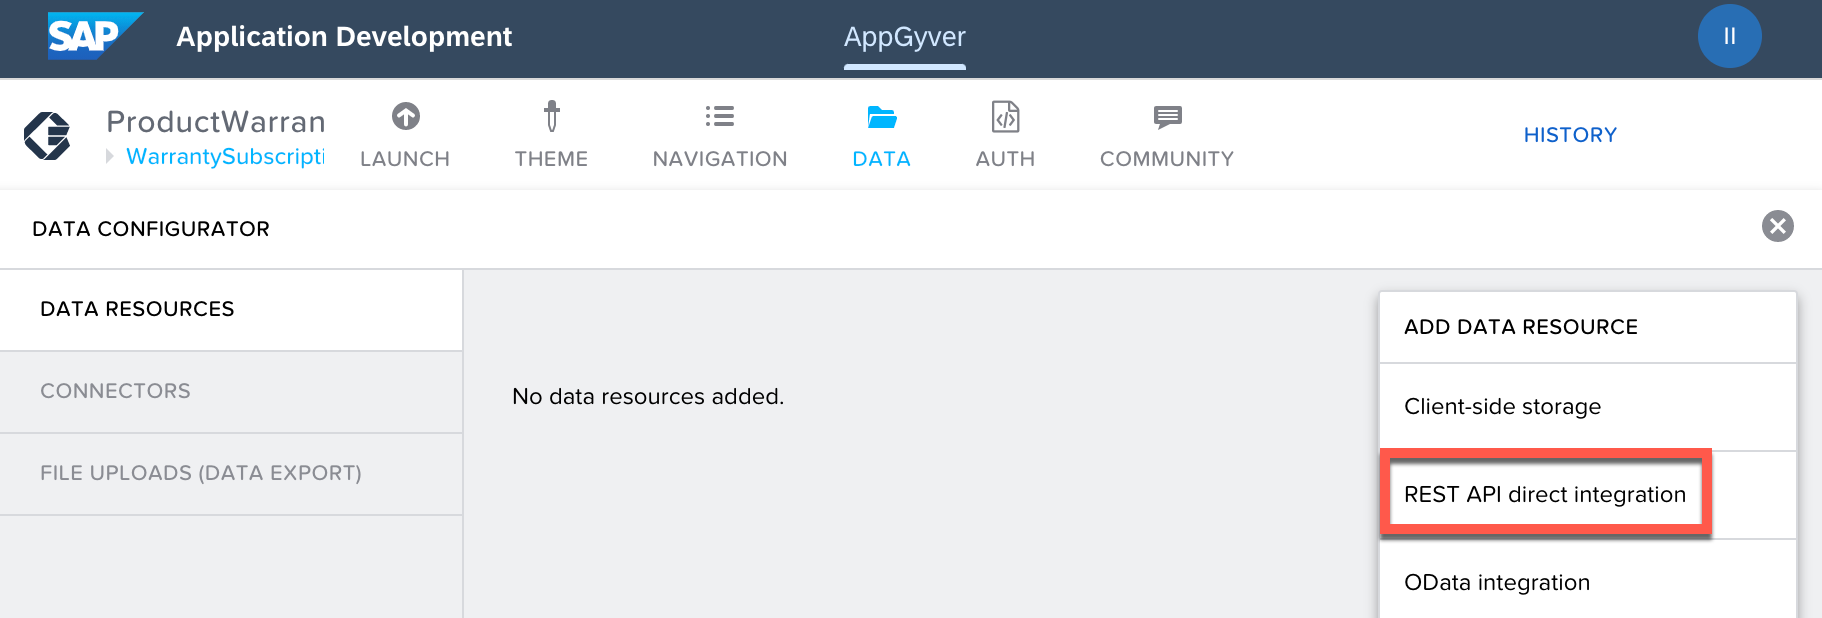 SAP Application Development AppGyver II
ProductWarran
WarrantySubscripti
LAUNCH THEME NAVIGATION DATA AUTH COMMUNITY HISTORY
DATA CONFIGURATOR
DATA RESOURCES
CONNECTORS
FILE UPLOADS (DATA EXPORT)
No data resources added.
ADD DATA RESOURCE
Client-side storage
REST API direct integration
OData integration